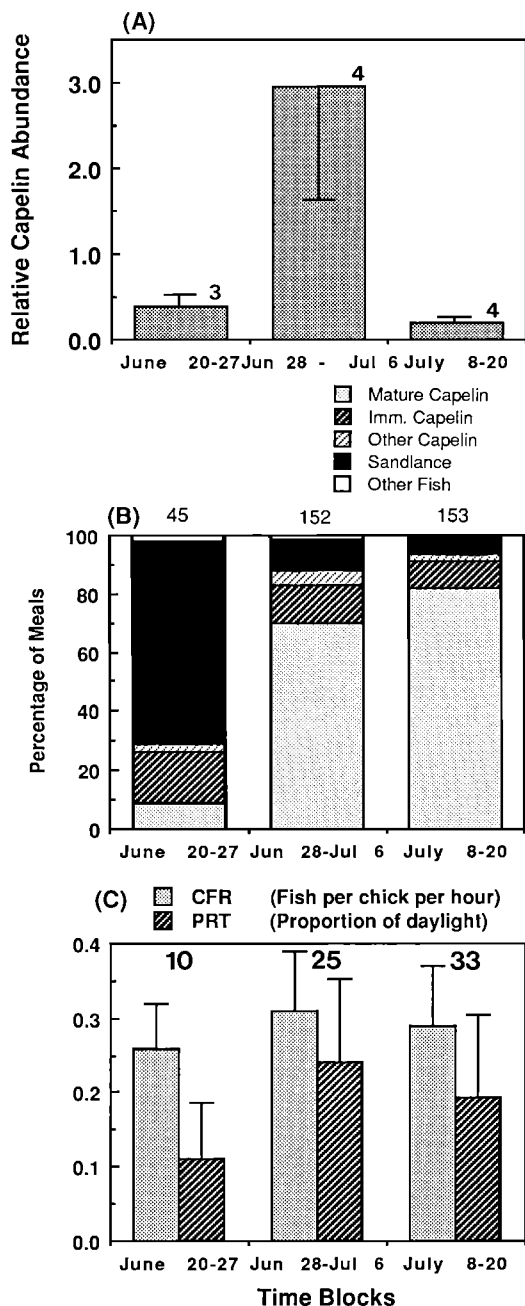 (A)
Relative Capelin Abundance
3.0
2.0
1.0
0.0
3
4
4
June 20-27 Jun 28 - Jul 6 July 8-20
Mature Capelin
Imm. Capelin
Other Capelin
Sandlance
Other Fish
(B)
45 152 153
Percentage of Meals
100
80
60
40
20
0
June 20-27 Jun 28-Jul 6 July 8-20
(C)
CFR (Fish per chick per hour)
PRT (Proportion of daylight)
0.4
0.3
0.2
0.1
0.0
10 25 33
June 20-27 Jun 28-Jul 6 July 8-20
Time Blocks